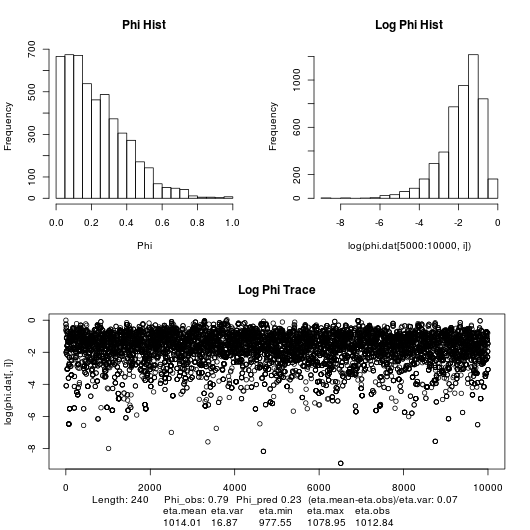 Phi Hist
Log Phi Hist
Frequency
0 100 300 500 700
0.0 0.2 0.4 0.6 0.8 1.0
Phi
Frequency
0 200 600 1000
-8 -6 -4 -2 0
log(phi.dat[5000:10000, i])
Log Phi Trace
log(phi.dat[, i])
0 -2 -4 -6 -8
0 2000 4000 6000 8000 10000
Length: 240 Phi_obs: 0.79 Phi_pred 0.23 (eta.mean-eta.obs)/eta.var: 0.07
eta.mean eta.var eta.min eta.max eta.obs
1014.01 16.87 977.55 1078.95 1012.84